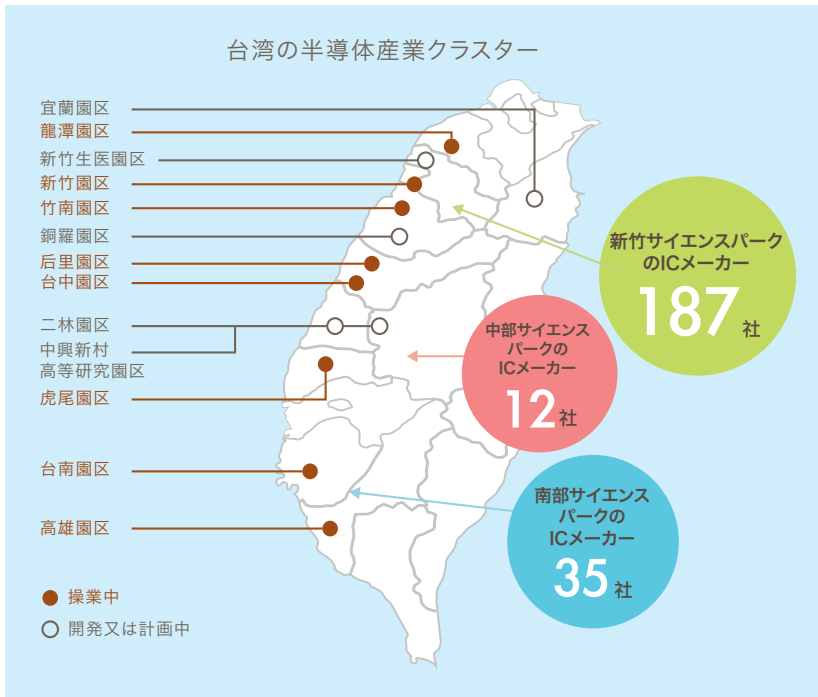 台湾の半導体産業クラスター
宜蘭園区
龍潭園区
新竹生医園区
新竹園区
竹南園区
銅羅園区
后里園区
台中園区
二林園区
中興新村
高等研究園区
虎尾園区
台南園区
高雄園区
操業中
開発又は計画中
新竹サイエンスパーク
のICメーカー
187社
中部サイエンス
パークの
ICメーカー
12社
南部サイエンス
パークの
ICメーカー
35社